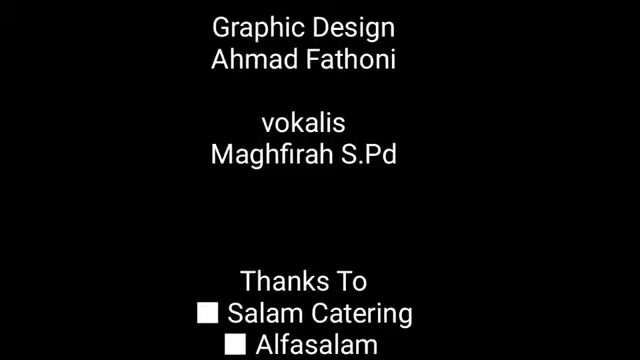 Graphic Design
Ahmad Fathoni
vokalis
Maghfirah S.Pd
Thanks To
■ Salam Catering
■ Alfasalam